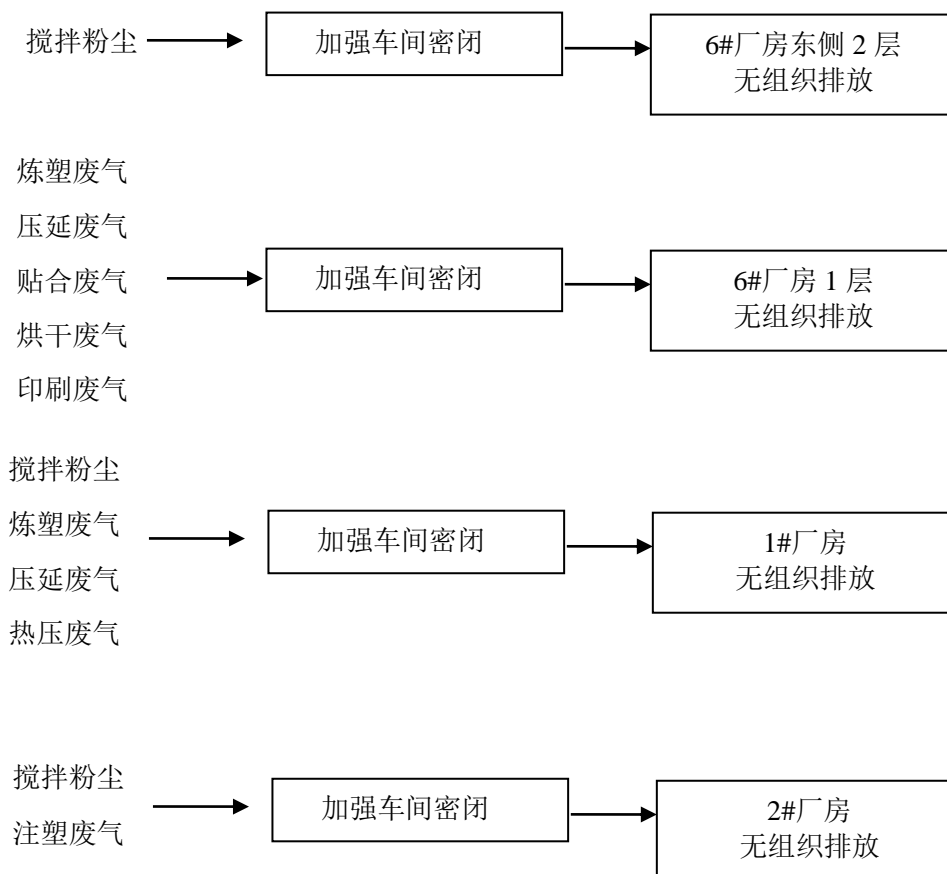 搅拌粉尘
加强车间密闭
6#厂房东侧 2 层
无组织排放
炼塑废气
压延废气
贴合废气
烘干废气
印刷废气
加强车间密闭
6#厂房 1 层
无组织排放
搅拌粉尘
炼塑废气
压延废气
热压废气
加强车间密闭
1#厂房
无组织排放
搅拌粉尘
注塑废气
加强车间密闭
2#厂房
无组织排放